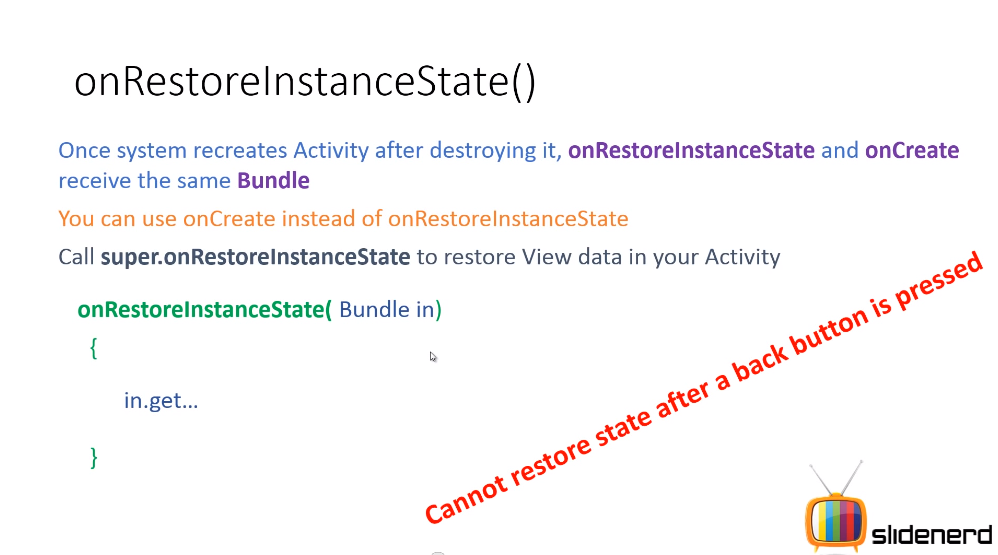 onRestoreInstanceState()
Once system recreates Activity after destroying it, onRestoreInstanceState and onCreate
receive the same Bundle
You can use onCreate instead of onRestoreInstanceState
Call super.onRestoreInstanceState to restore View data in your Activity
onRestoreInstanceState( Bundle in)
{
in.get...
}
Cannot restore state after a back button is pressed
slidenerd